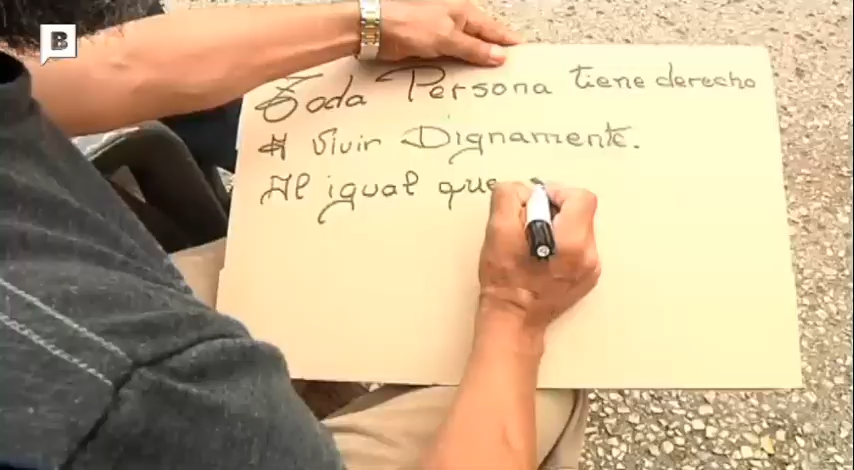 B
Toda Persona tiene derecho
A vivir Dignamente.
Al igual que